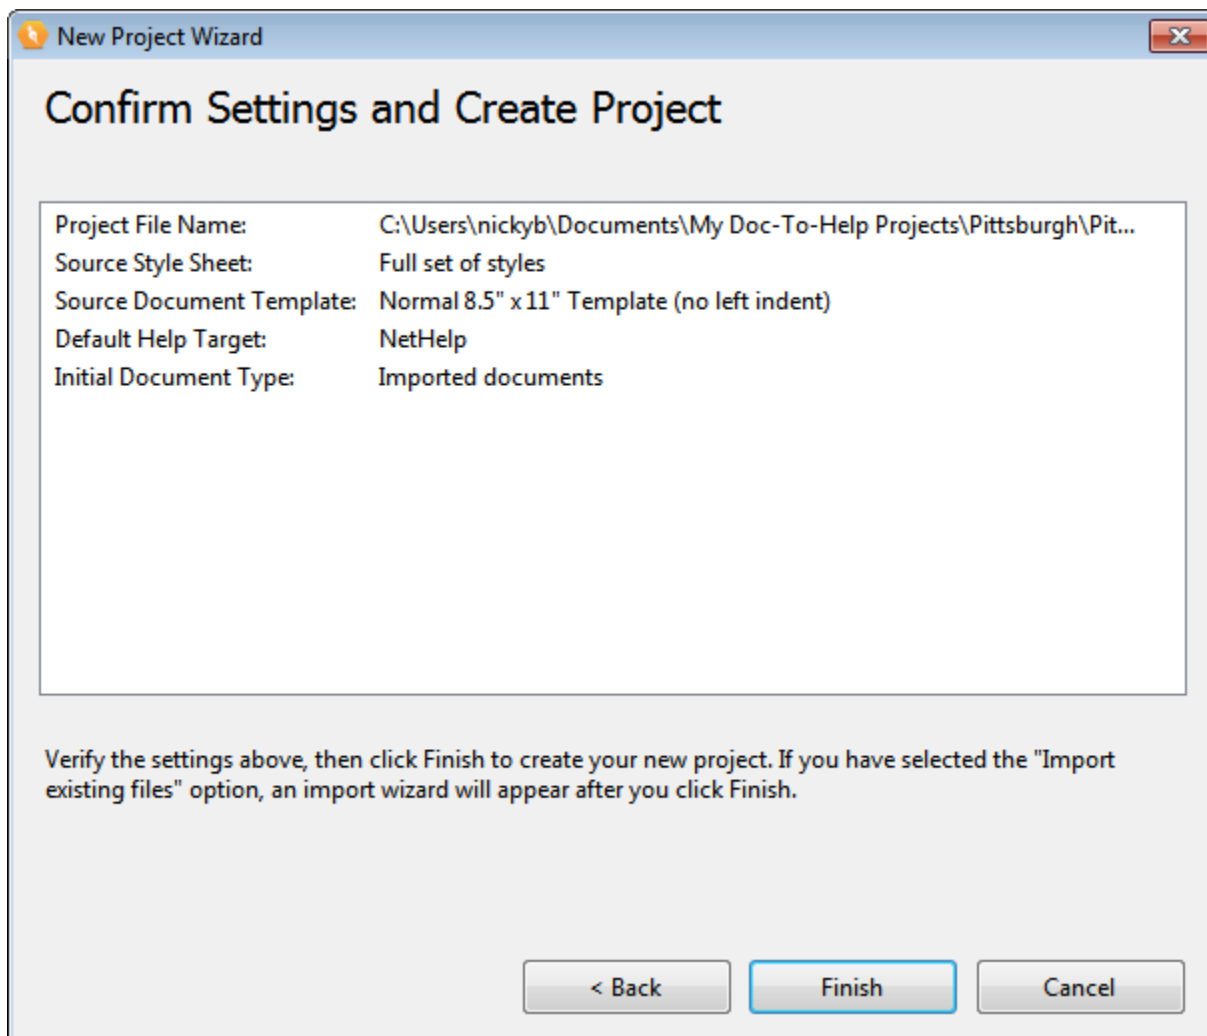 New Project Wizard
Confirm Settings and Create Project
Project File Name: C:\Users\nickyb\Documents\My Doc-To-Help Projects\Pittsburgh\Pit...
Source Style Sheet: Full set of styles
Source Document Template: Normal 8.5" x 11" Template (no left indent)
Default Help Target: NetHelp
Initial Document Type: Imported documents
Verify the settings above, then click Finish to create your new project. If you have selected the "Import
existing files" option, an import wizard will appear after you click Finish.
< Back Finish Cancel